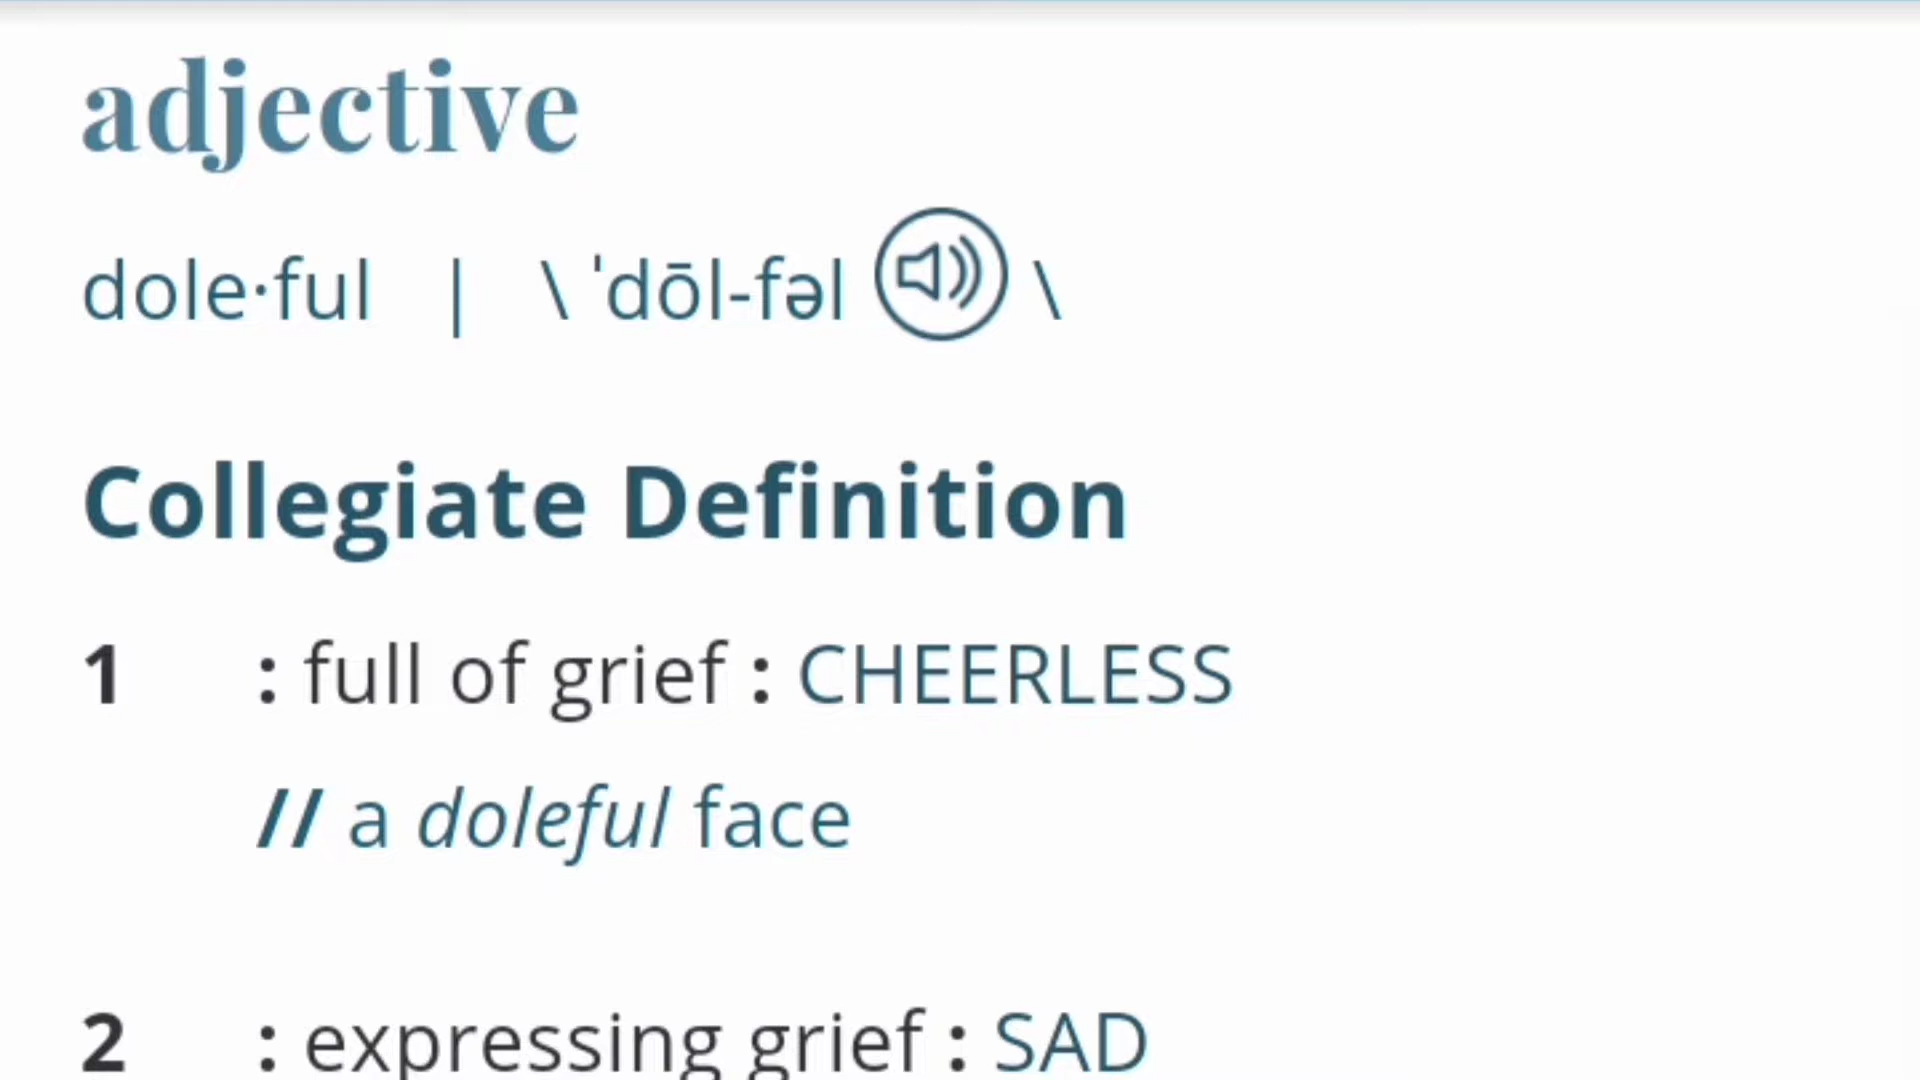 adjective
dole·ful | \ ˈdōl-fəl \
Collegiate Definition
1 : full of grief : CHEERLESS
// a doleful face
2 : expressing grief : SAD